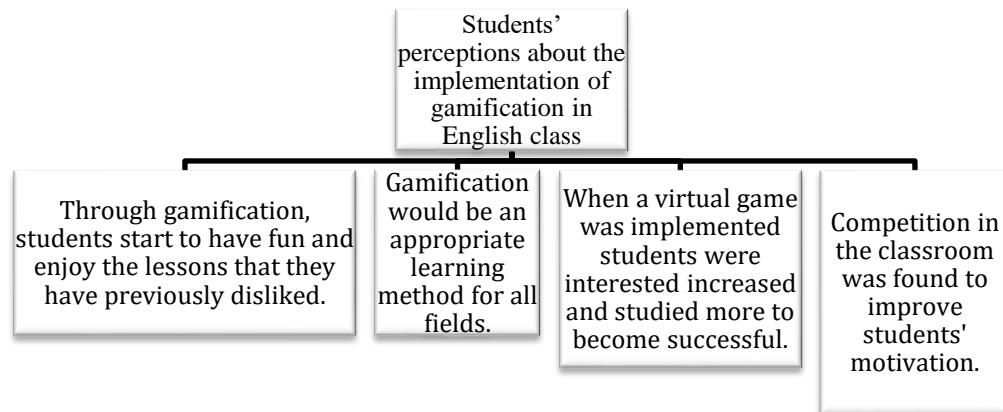 Students'
perceptions about the
implementation of
gamification in
English class
Through gamification,
students start to have fun and
enjoy the lessons that they
have previously disliked.
Gamification
would be an
appropriate
learning
method for all
fields.
When a virtual game
was implemented
students were
interested increased
and studied more to
become successful.
Competition in
the classroom
was found to
improve
students'
motivation.